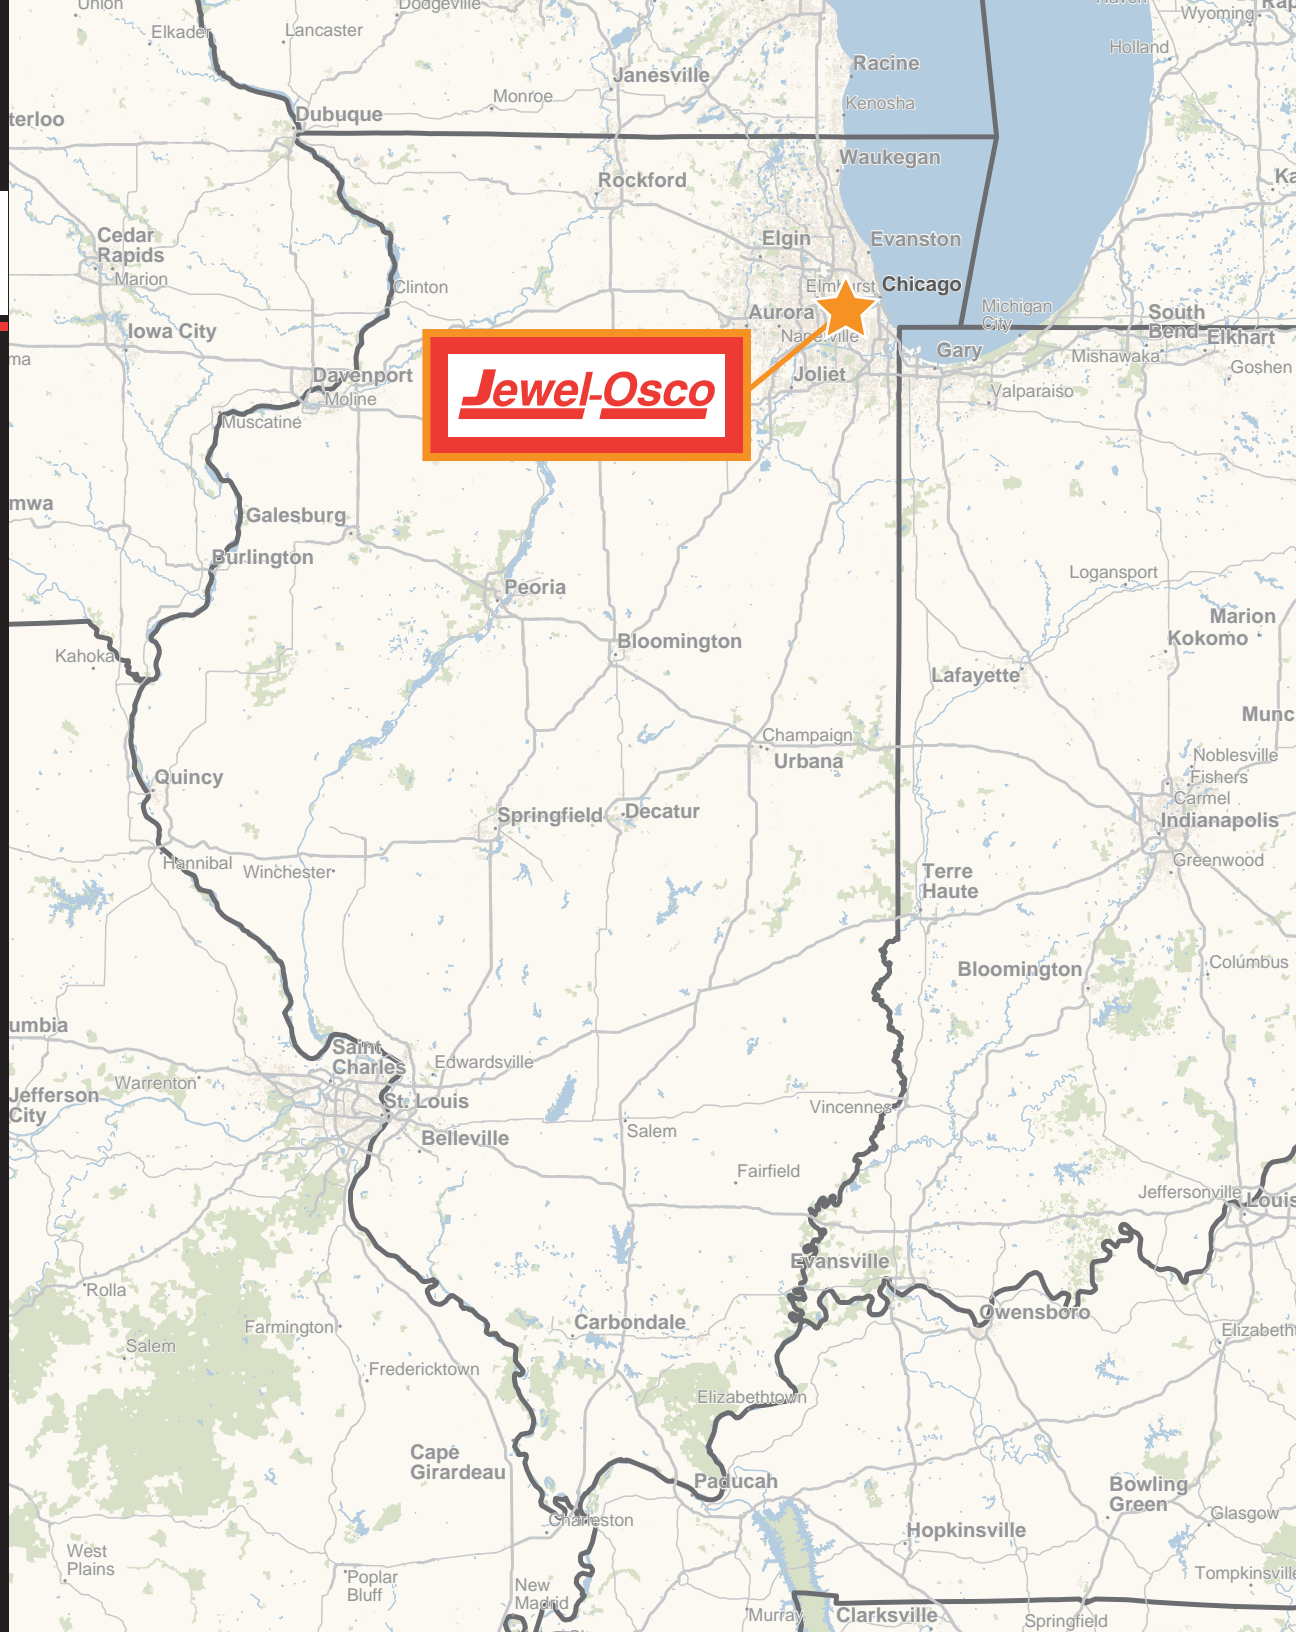 Union
Dodgeville
Haven
Wyoming
Rap
Elkader
Lancaster
Holland
Janesville
Racine
Monroe
Kenosha
Dubuque
terloo
Waukegan
Rockford
Ka
Cedar
Rapids
Elgin
Evanston
Marion
Clinton
Elmhurst
Chicago
Michigan
City
Iowa City
Aurora
Naperville
South
Bend
Elkhart
Gary
Mishawaka
ma
Goshen
Davenport
Joliet
Moline
Valparaiso
Jewel-Osco
Muscatine
mwa
Galesburg
Burlington
Logansport
Peoria
Marion
Kokomo
Bloomington
Kahoka
Lafayette
Munc
Champaign
Urbana
Noblesville
Fishers
Carmel
Quincy
Springfield
Decatur
Indianapolis
Hannibal
Winchester
Greenwood
Terre
Haute
Bloomington
Columbus
umbia
Saint
Charles
Edwardsville
Warrenton
Jefferson
City
St. Louis
Vincennes
Belleville
Salem
Fairfield
Jeffersonville
Louis
Evansville
Rolla
Owensboro
Farmington
Carbondale
Elizabeth
Salem
Fredericktown
Elizabethtown
Cape
Girardeau
Paducah
Bowling
Green
Glasgow
Charleston
Hopkinsville
West
Plains
Poplar
Bluff
New
Madrid
Tompkinsville
Murray
Clarksville
Springfield